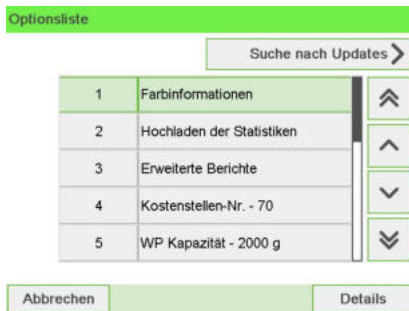 Optionsliste
Suche nach Updates
1 Farbinformationen
2 Hochladen der Statistiken
3 Erweiterte Berichte
4 Kostenstellen-Nr. - 70
5 WP Kapazität - 2000 g
Abbrechen Details